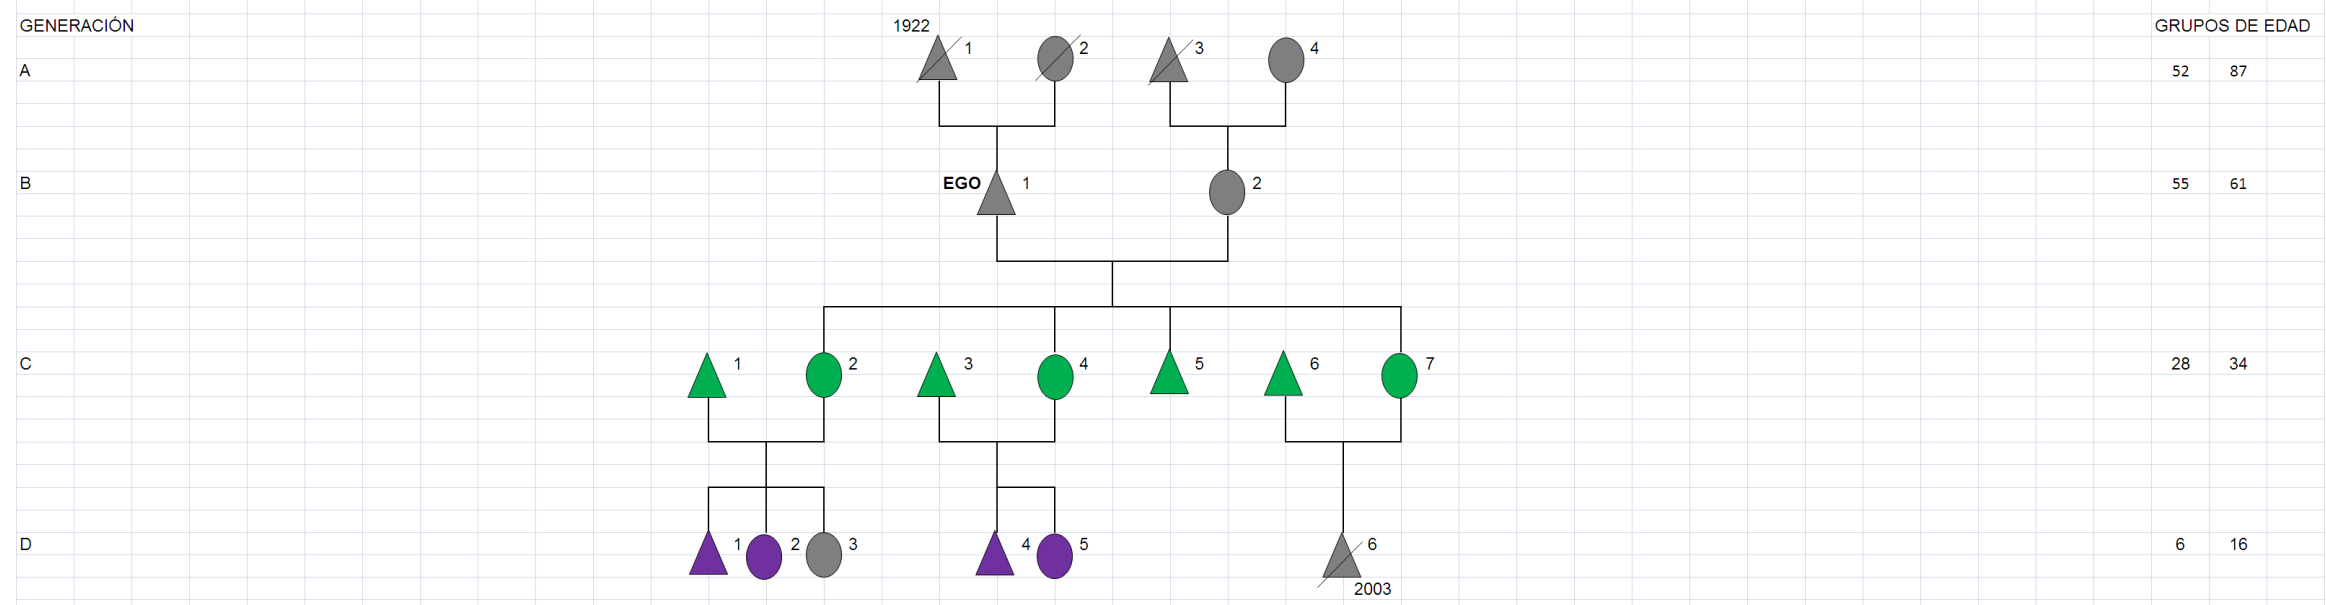 GENERACIÓN 1922 GRUPOS DE EDAD
1 2 3 4
A 52 87
B EGO 1 2 55 61
C 1 2 3 4 5 6 7 28 34
D 1 2 3 4 5 6 6 16
2003